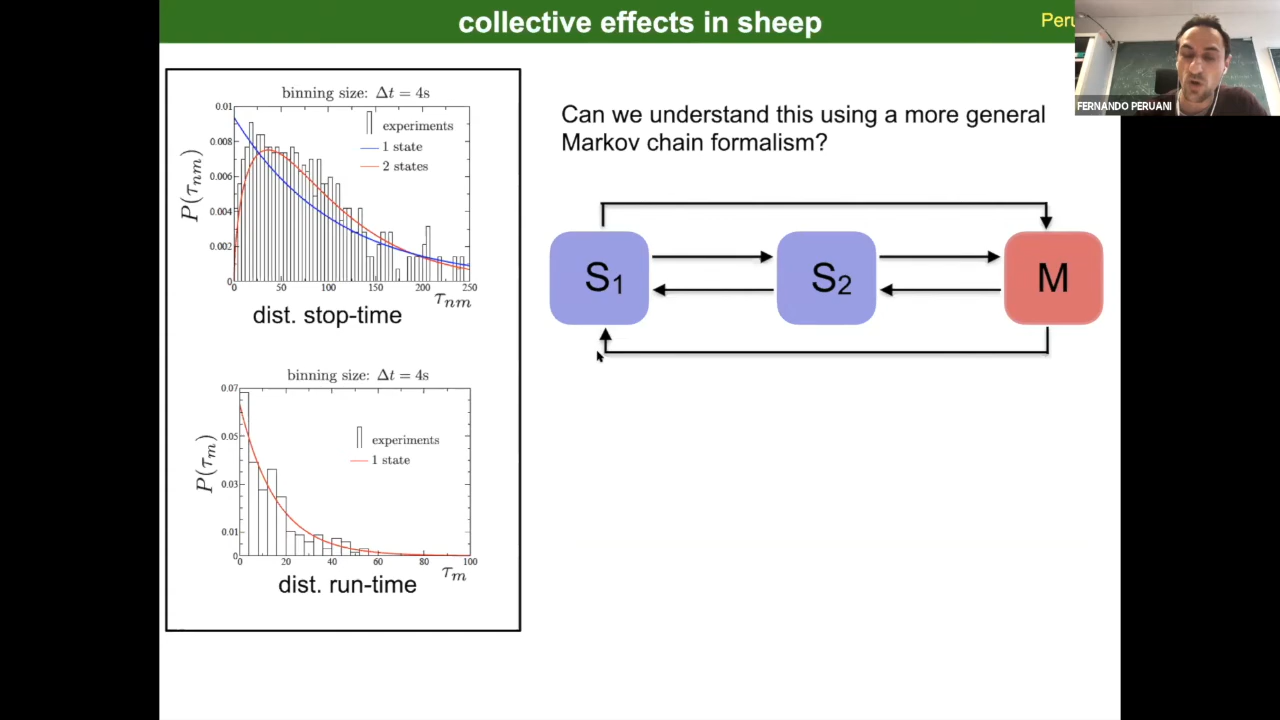 collective effects in sheep
Peru
FERNANDO PERUANI
binning size: Δt = 4s
0.01
0.008
0.006
0.004
0.002
0
P(τnm)
experiments
1 state
2 states
0
50
100
150
200
250
τnm
dist. stop-time
binning size: Δt = 4s
0.07
0.05
0.03
0.01
0
P(τm)
experiments
1 state
0
20
40
60
80
100
τm
dist. run-time
Can we understand this using a more general
Markov chain formalism?
S1
S2
M